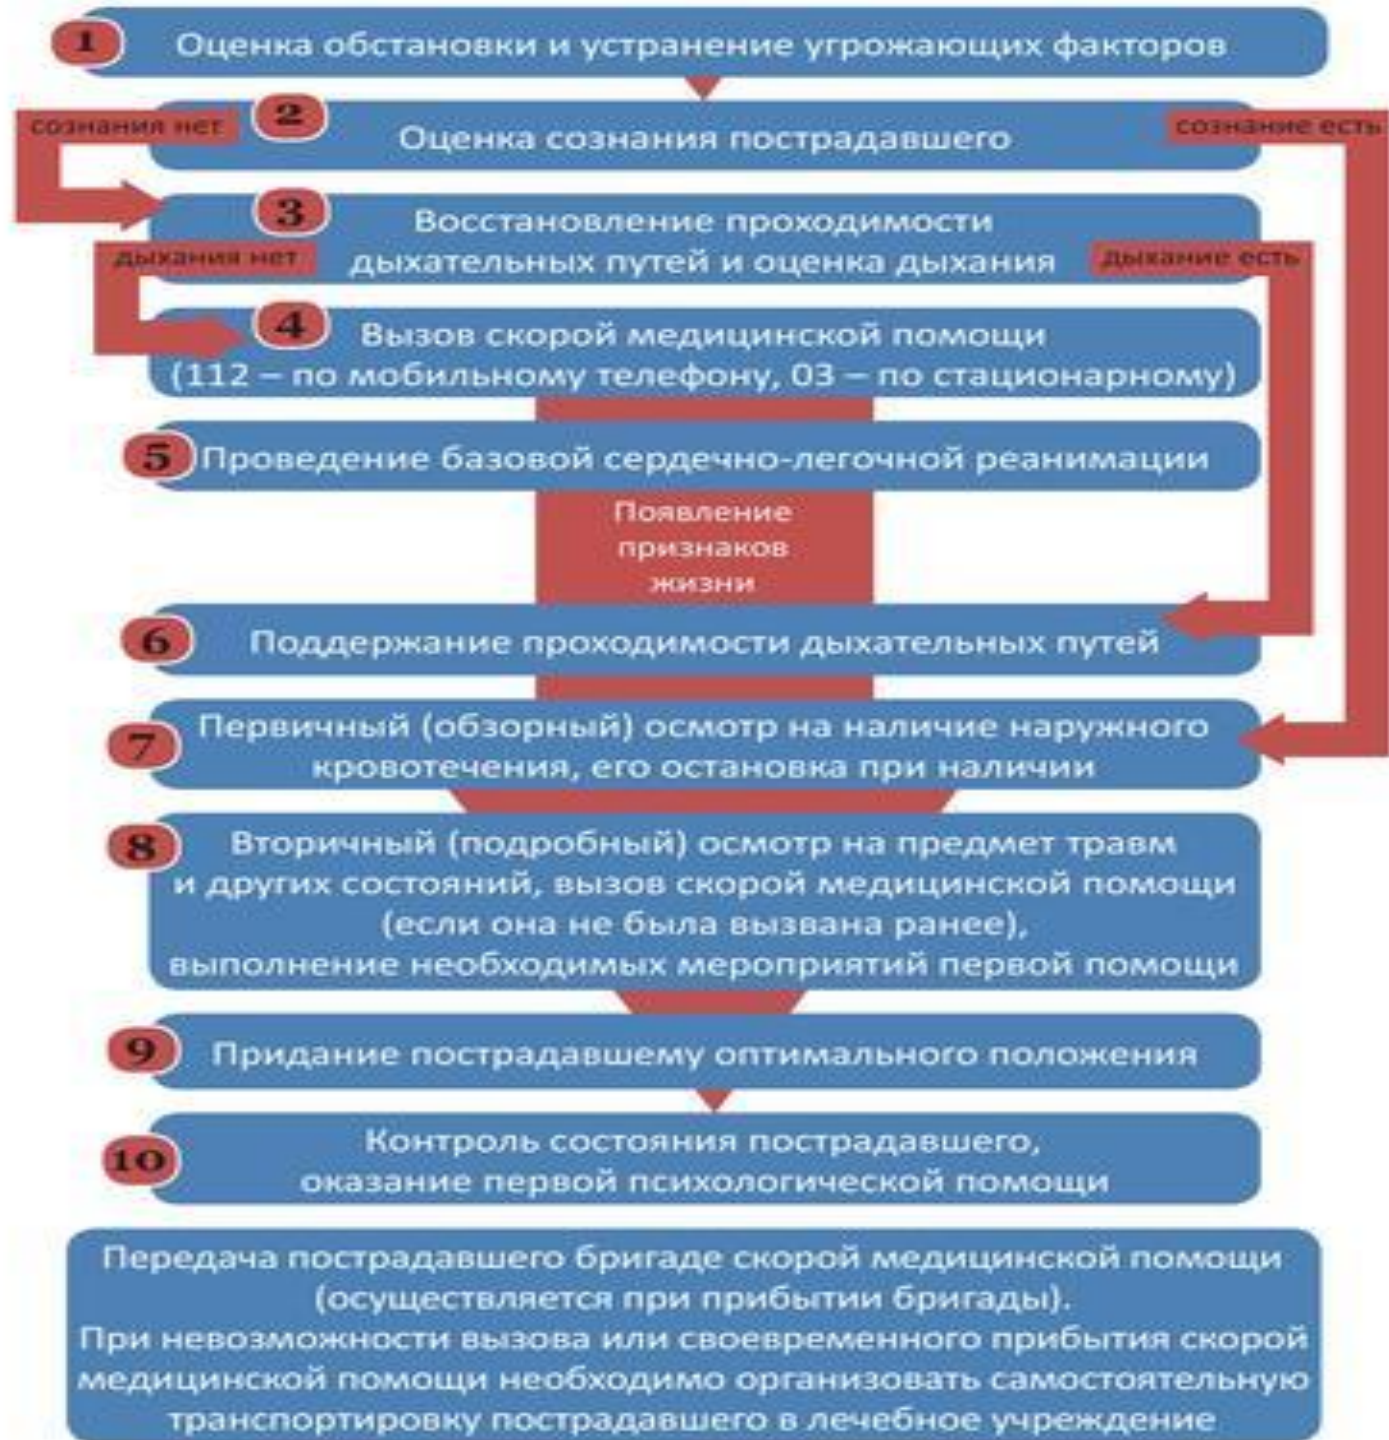 1
Оценка обстановки и устранение угрожающих факторов
2
сознания нет
сознание есть
Оценка сознания пострадавшего
3
Восстановление проходимости
дыхательных путей и оценка дыхания
дыхания нет
дыхание есть
4
Вызов скорой медицинской помощи
(112 – по мобильному телефону, 03 – по стационарному)
5
Проведение базовой сердечно-легочной реанимации
Появление
признаков
жизни
6
Поддержание проходимости дыхательных путей
7
Первичный (обзорный) осмотр на наличие наружного
кровотечения, его остановка при наличии
8
Вторичный (подробный) осмотр на предмет травм
и других состояний, вызов скорой медицинской помощи
(если она не была вызвана ранее),
выполнение необходимых мероприятий первой помощи
9
Придание пострадавшему оптимального положения
10
Контроль состояния пострадавшего,
оказание первой психологической помощи
Передача пострадавшего бригаде скорой медицинской помощи
(осуществляется при прибытии бригады).
При невозможности вызова или своевременного прибытия скорой
медицинской помощи необходимо организовать самостоятельную
транспортировку пострадавшего в лечебное учреждение